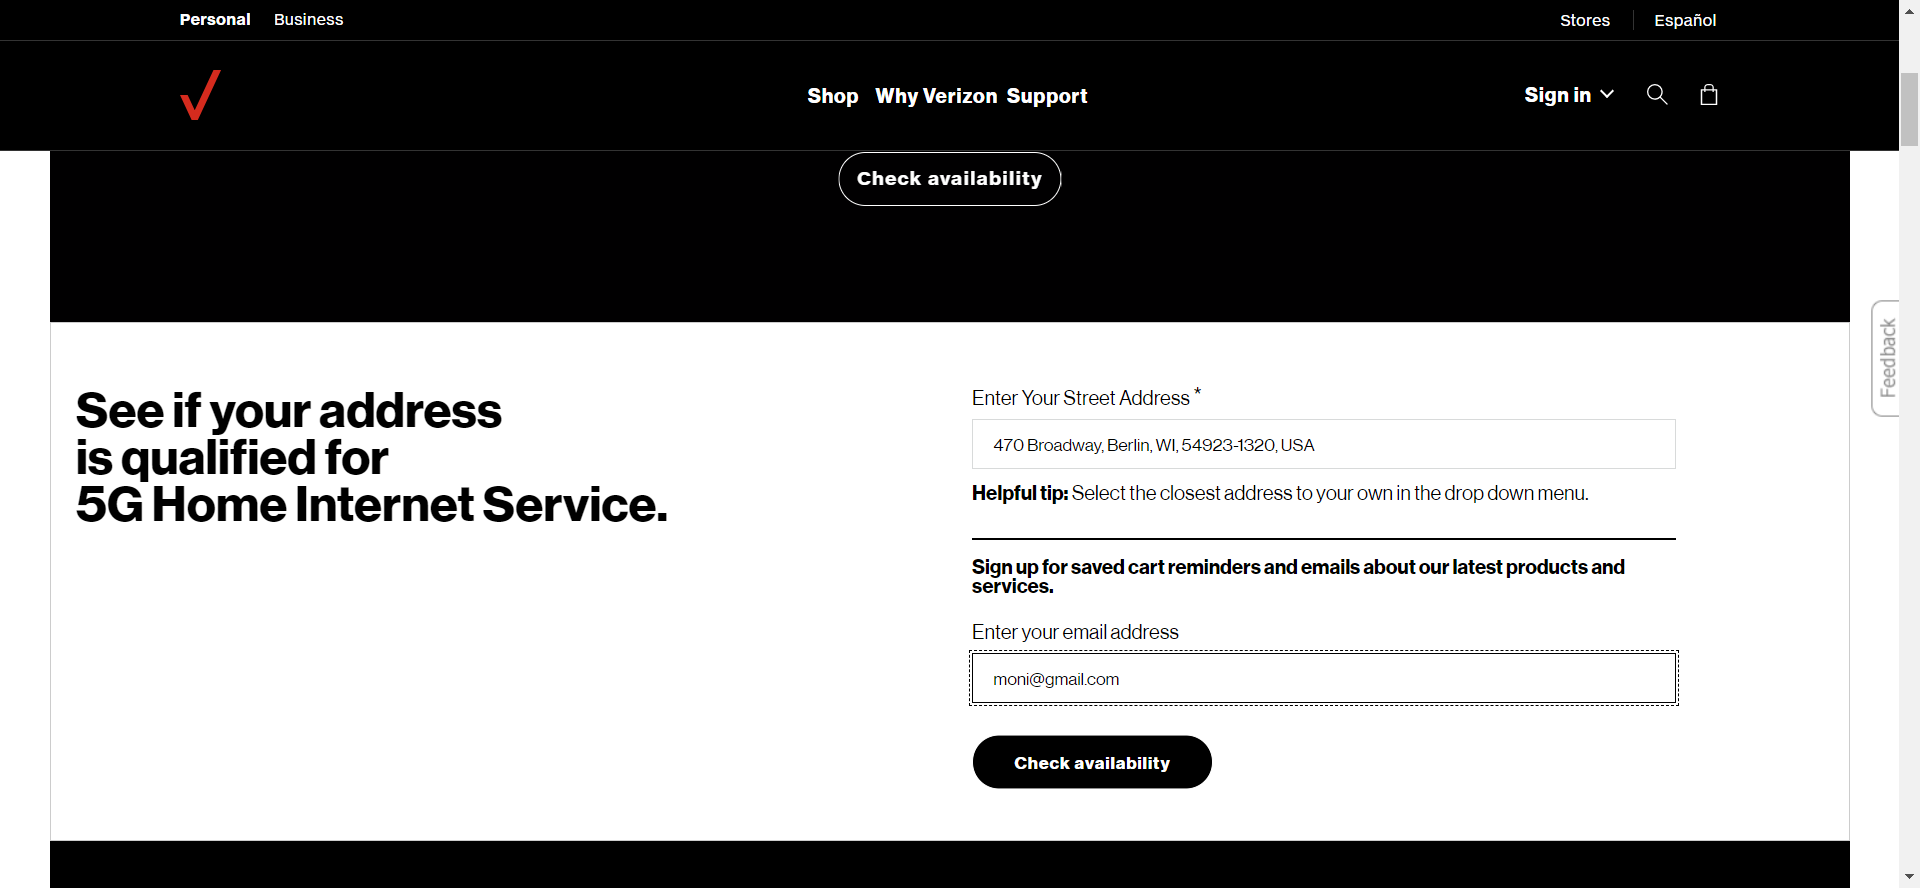 Personal Business
Stores Español
Shop Why Verizon Support
Sign in
Check availability
Feedback
See if your address
is qualified for
5G Home Internet Service.
Enter Your Street Address *
470 Broadway, Berlin, WI, 54923-1320, USA
Helpful tip: Select the closest address to your own in the drop down menu.
Sign up for saved cart reminders and emails about our latest products and
services.
Enter your email address
moni@gmail.com
Check availability